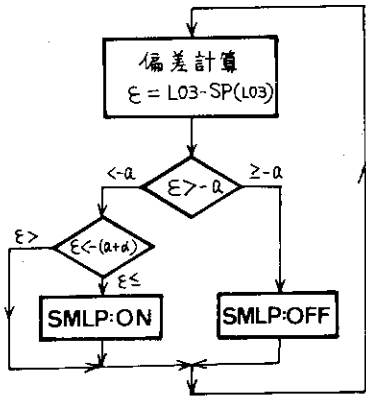 偏差計算
ε = L03-SP(L03)
<-a
≥-a
ε>-a
ε>
ε<-(a+α)
ε≤
SMLP:ON
SMLP:OFF